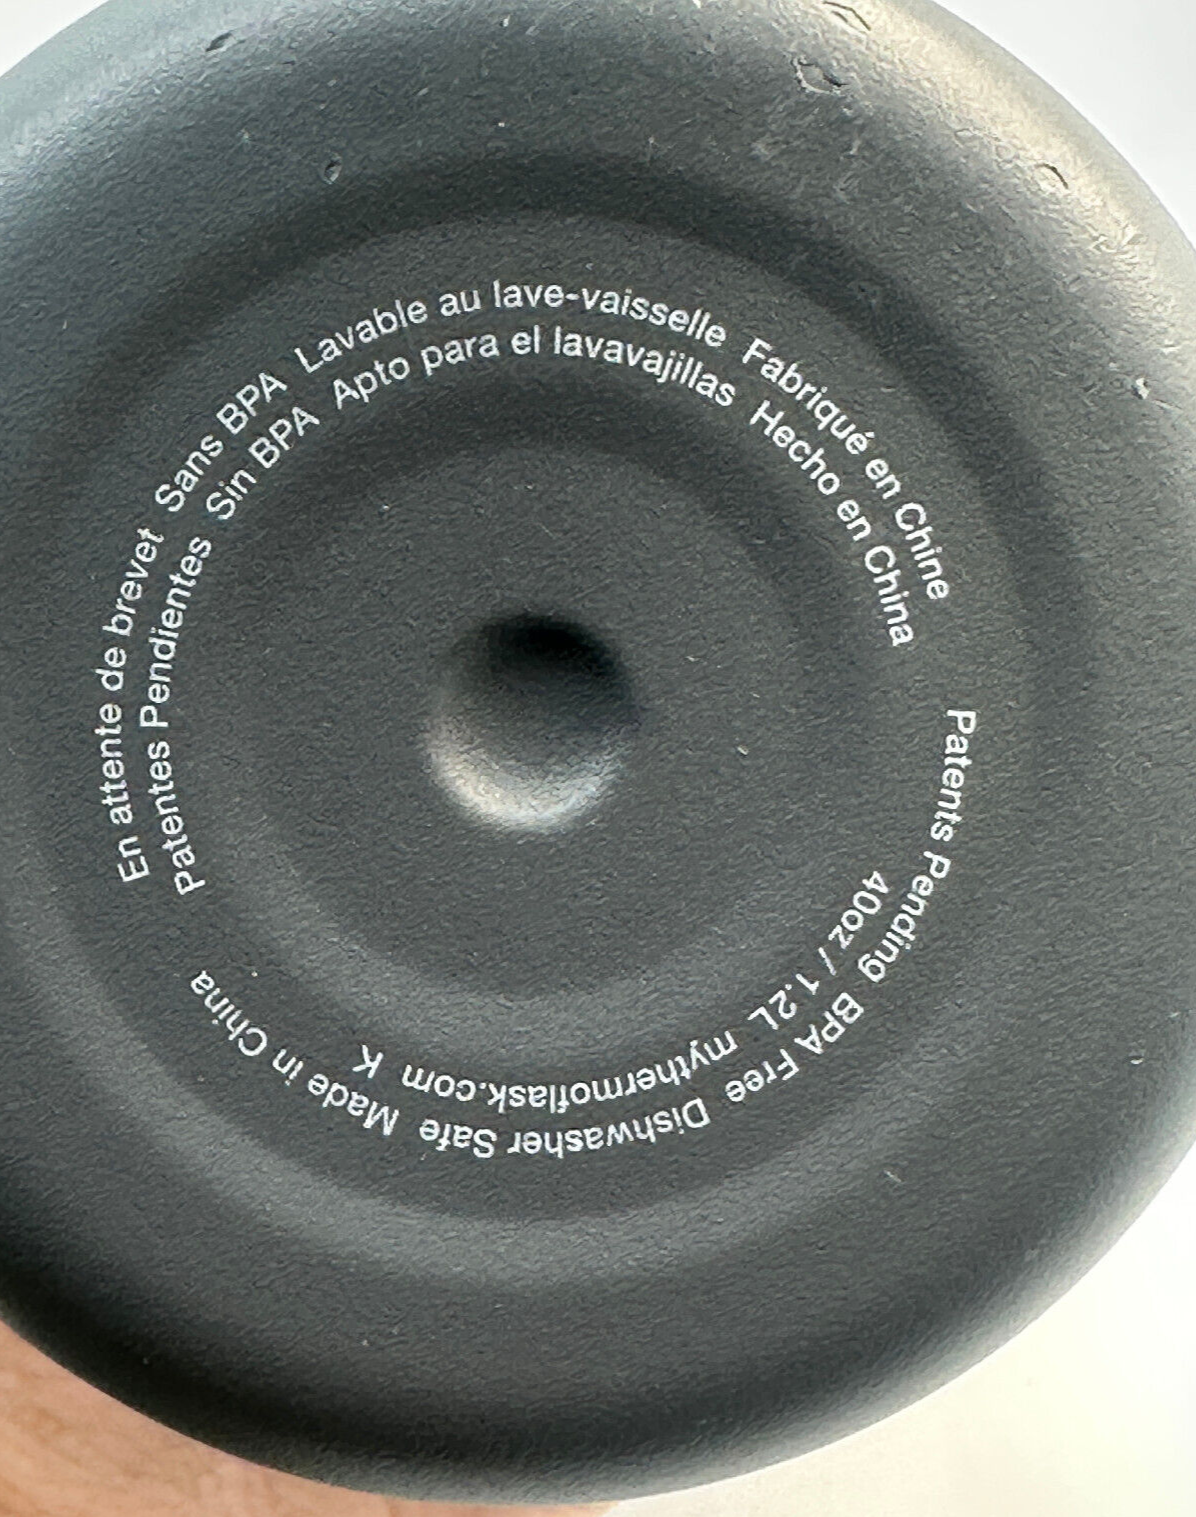 En attente de brevet Sans BPA Lavable au lave-vaisselle Fabriqué en Chine
Patentes Pendientes Sin BPA Apto para el lavavajillas Hecho en China
Patents Pending BPA Free Dishwasher Safe Made in China
40oz / 1.2L mythermoflask.com K